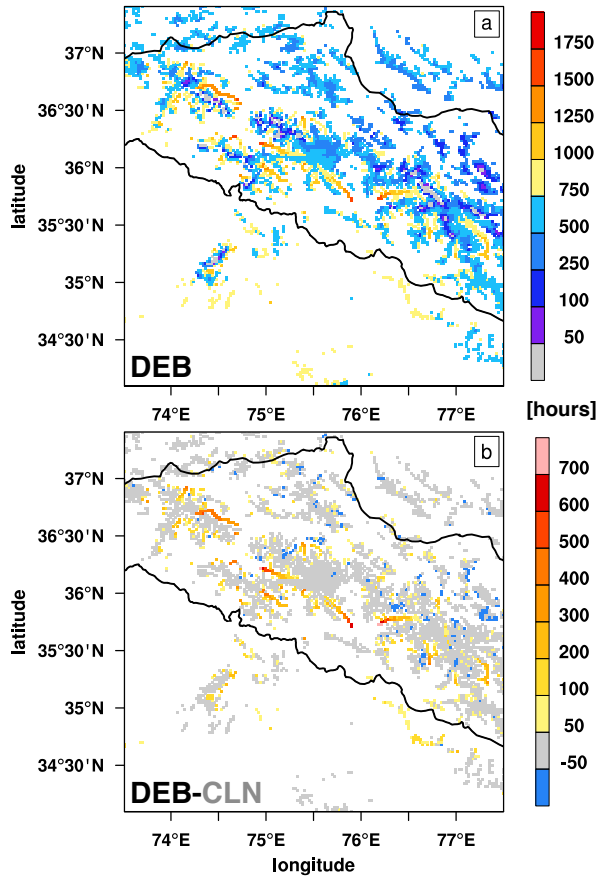 a
37°N
36°30'N
36°N
35°30'N
35°N
34°30'N
latitude
DEB
74°E 75°E 76°E 77°E
1750
1500
1250
1000
750
500
250
100
50
[hours]
b
37°N
36°30'N
36°N
35°30'N
35°N
34°30'N
latitude
DEB-CLN
74°E 75°E 76°E 77°E
longitude
700
600
500
400
300
200
100
50
-50